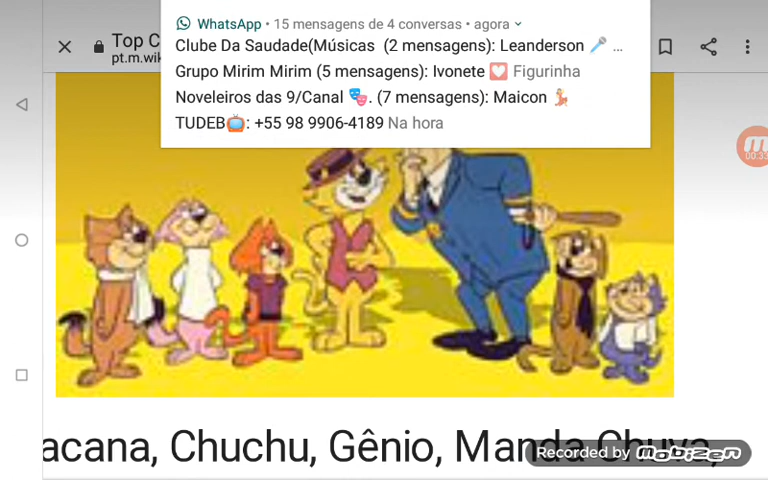 WhatsApp • 15 mensagens de 4 conversas • agora
Clube Da Saudade(Músicas (2 mensagens): Leanderson 🎤 ...
Grupo Mirim Mirim (5 mensagens): Ivonete 💟 Figurinha
Noveleiros das 9/Canal 🎭. (7 mensagens): Maicon 💃
TUDEB📺: +55 98 9906-4189 Na hora
Top C
pt.m.wik
00:33
acana, Chuchu, Gênio, Manda Chuva,
Recorded by mobizen